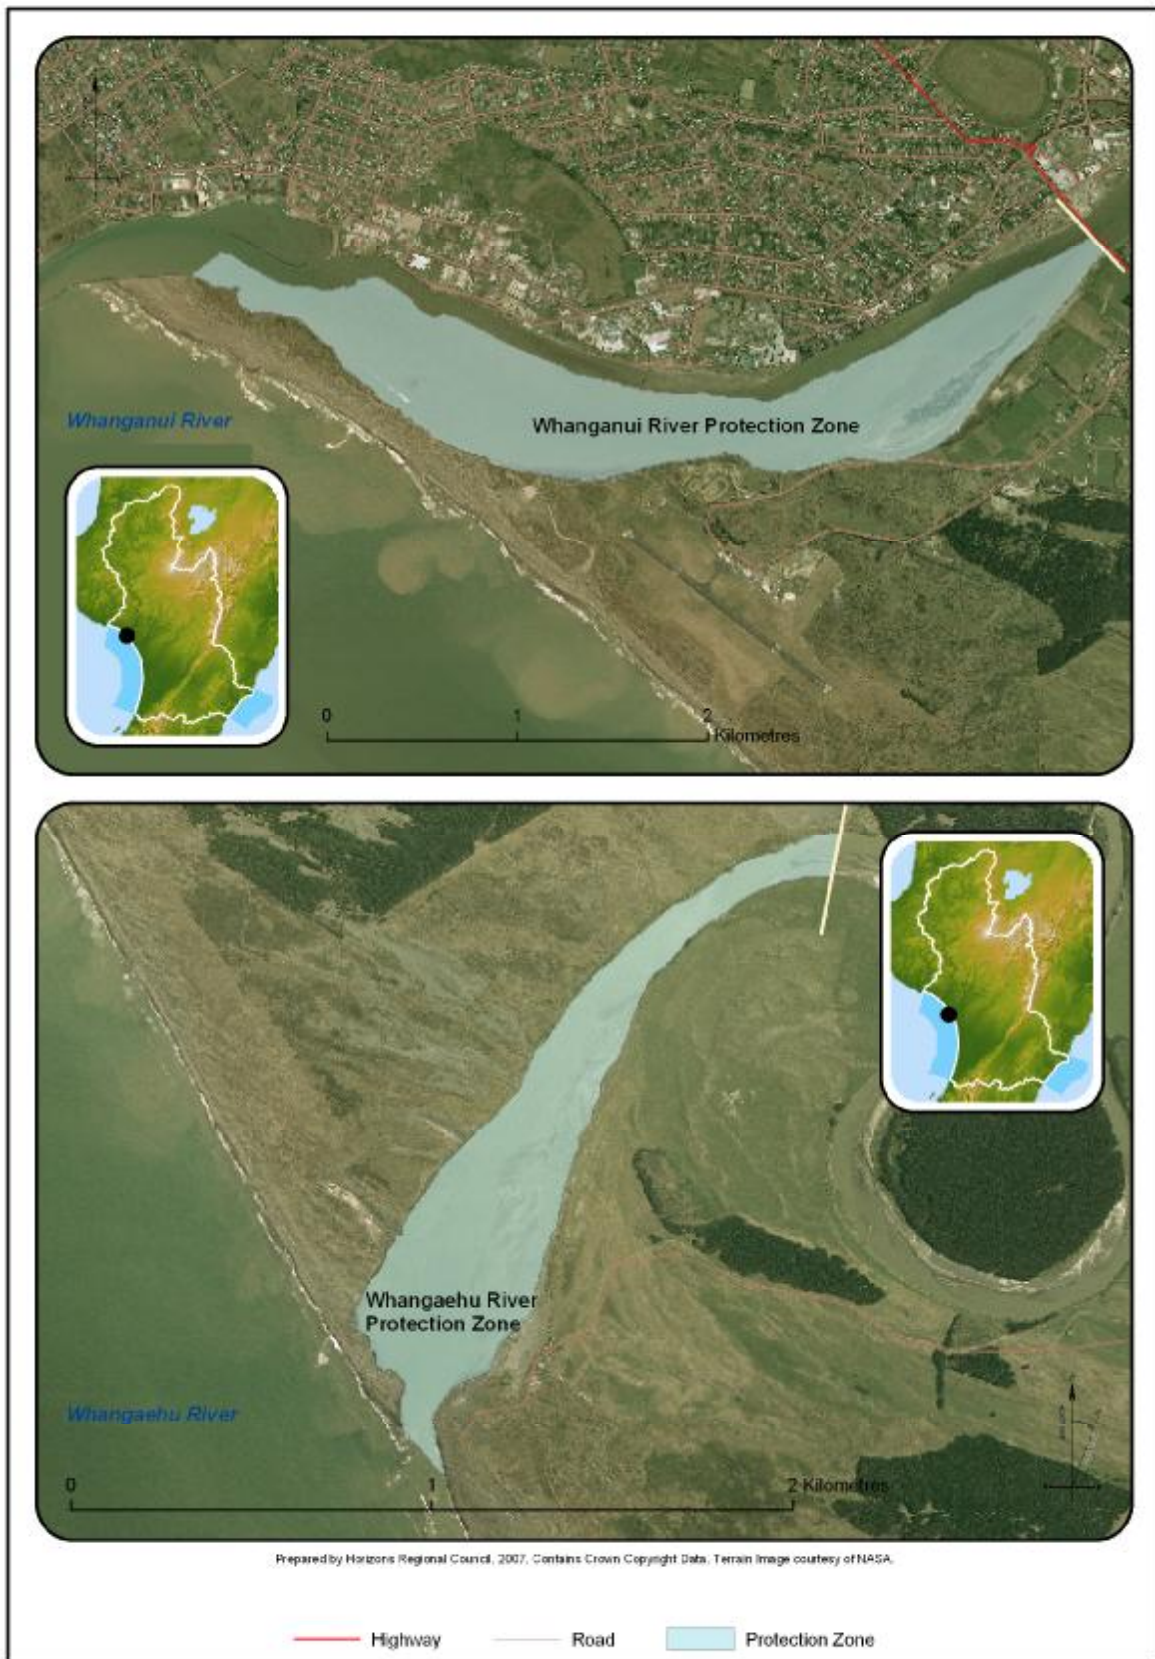 Whanganui River
Whanganui River Protection Zone
0
1
2
Kilometres
Whangaehu River
Protection Zone
Whangaehu River
0
1
2 Kilometres
Prepared by Horizons Regional Council, 2007. Contains Crown Copyright Data. Terrain Image courtesy of NASA.
Highway
Road
Protection Zone